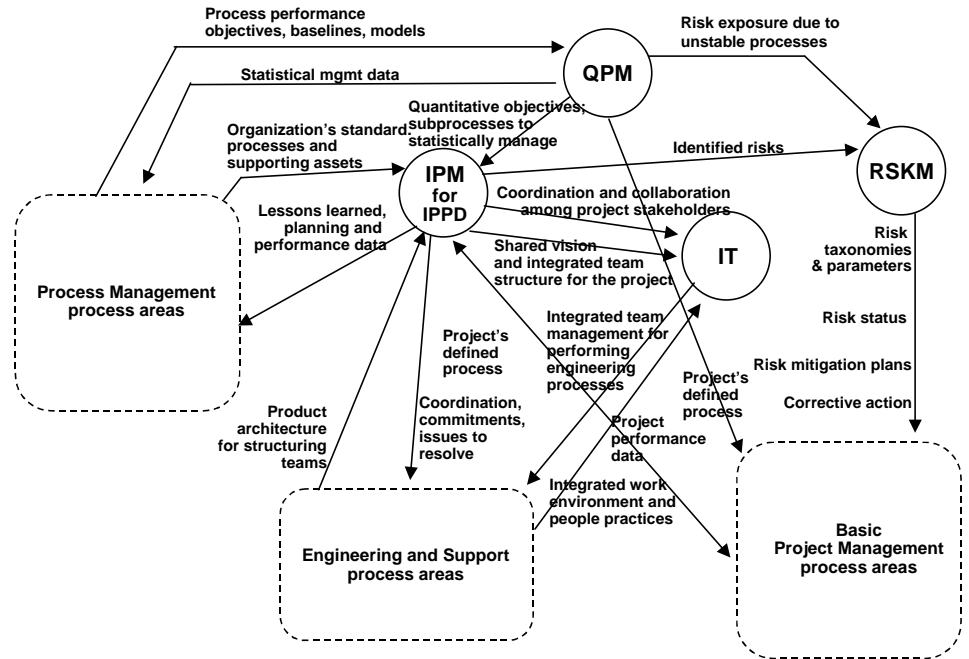 Process performance
objectives, baselines, models
Risk exposure due to
unstable processes
QPM
Statistical mgmt data
Quantitative objectives;
subprocesses to
statistically manage
Organization's standard
processes and
supporting assets
Identified risks
RSKM
IPM
for
IPPD
Coordination and collaboration
among project stakeholders
Lessons learned,
planning and
performance data
Risk
taxonomies
& parameters
Shared vision
and integrated team
structure for the project
IT
Process Management
process areas
Integrated team
management for
performing
engineering
processes
Risk status
Project's
defined
process
Risk mitigation plans
Project's
defined
process
Coordination,
commitments,
issues to
resolve
Corrective action
Product
architecture
for structuring
teams
Project
performance
data
Integrated work
environment and
people practices
Engineering and Support
process areas
Basic
Project Management
process areas